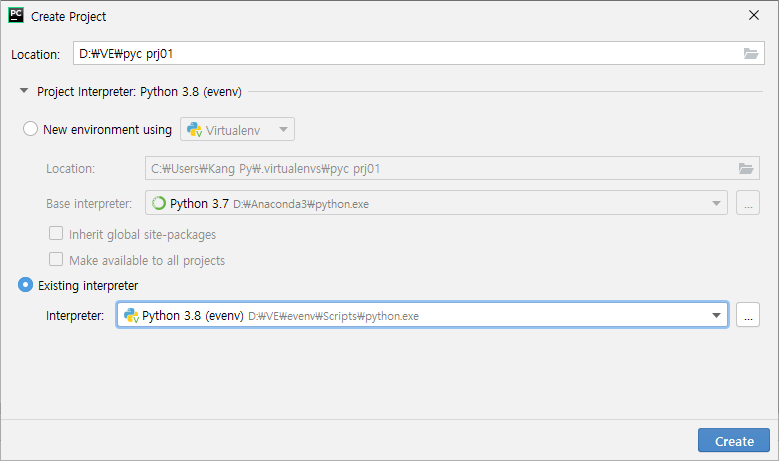 PC Create Project
Location: D:₩VE₩pyc prj01
Project Interpreter: Python 3.8 (evenv)
New environment using Virtualenv
Location: C:₩Users₩Kang Py₩.virtualenvs₩pyc prj01
Base interpreter: Python 3.7 D:₩Anaconda3₩python.exe ...
Inherit global site-packages
Make available to all projects
Existing interpreter
Interpreter: Python 3.8 (evenv) D:₩VE₩evenv₩Scripts₩python.exe ...
Create